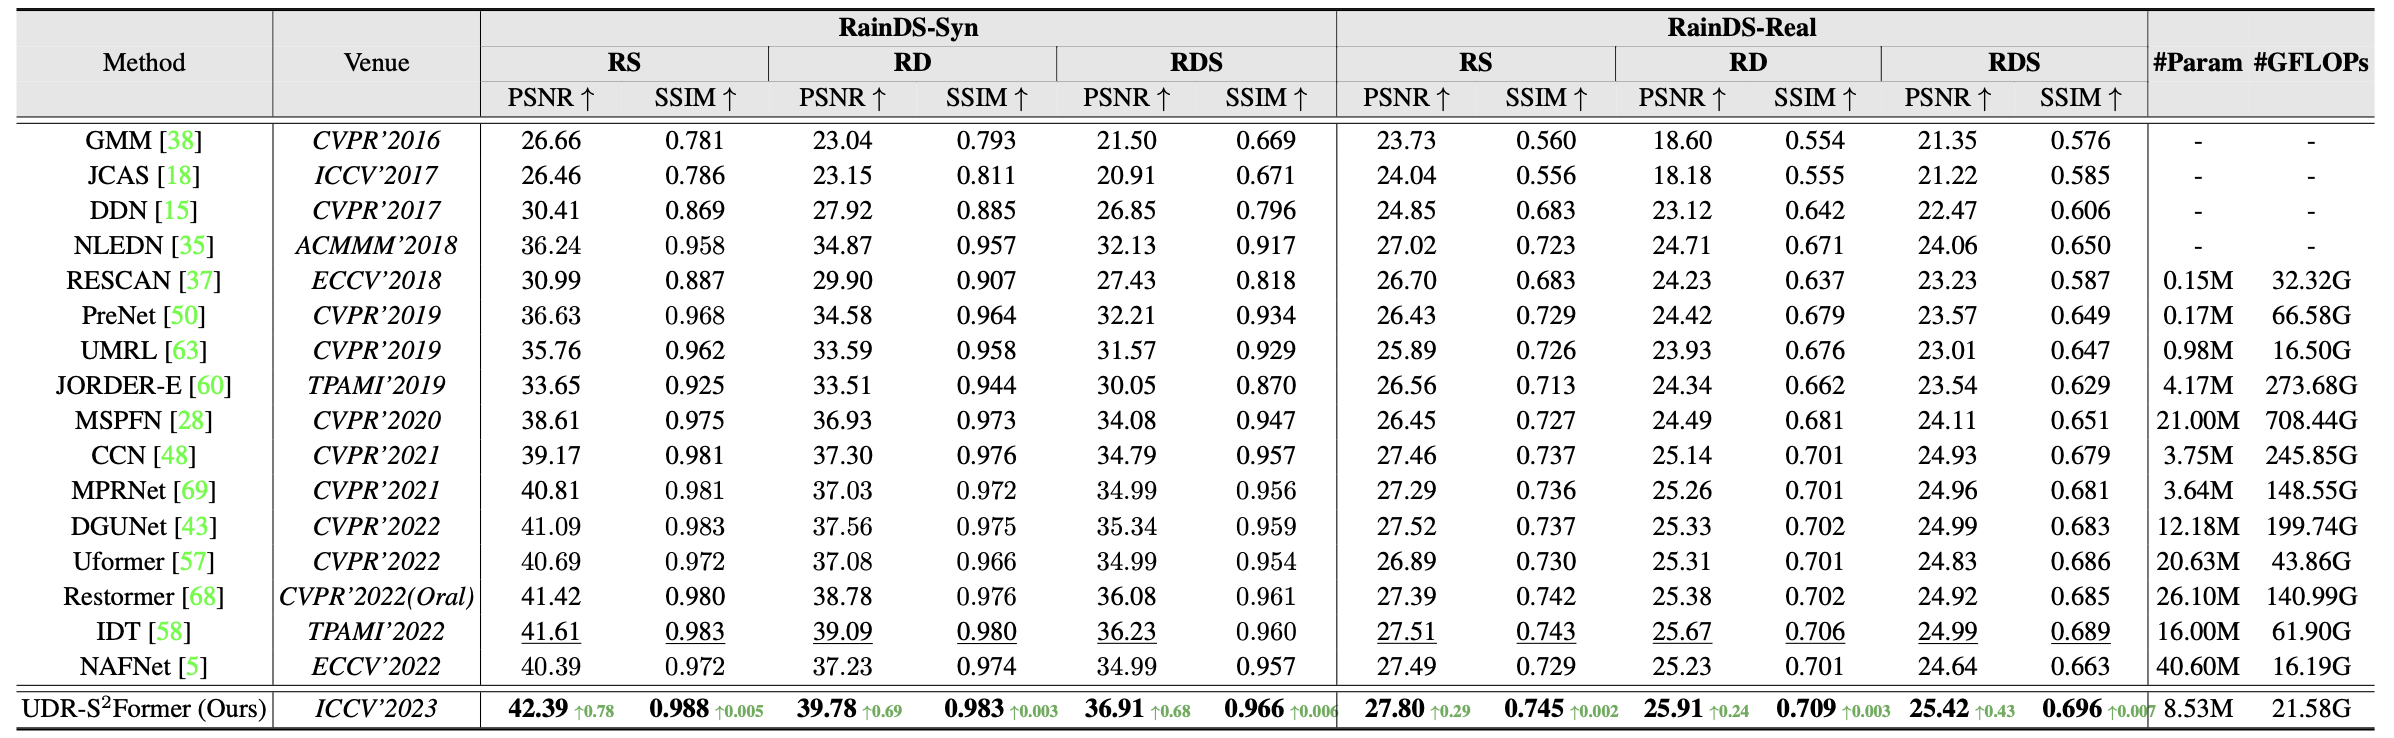 RainDS-Syn RainDS-Real
Method Venue RS RD RDS RS RD RDS #Param #GFLOPs
PSNR ↑ SSIM ↑ PSNR ↑ SSIM ↑ PSNR ↑ SSIM ↑ PSNR ↑ SSIM ↑ PSNR ↑ SSIM ↑ PSNR ↑ SSIM ↑
GMM [38] CVPR’2016 26.66 0.781 23.04 0.793 21.50 0.669 23.73 0.560 18.60 0.554 21.35 0.576 - -
JCAS [18] ICCV’2017 26.46 0.786 23.15 0.811 20.91 0.671 24.04 0.556 18.18 0.555 21.22 0.585 - -
DDN [15] CVPR’2017 30.41 0.869 27.92 0.885 26.85 0.796 24.85 0.683 23.12 0.642 22.47 0.606 - -
NLEDN [35] ACMMM’2018 36.24 0.958 34.87 0.957 32.13 0.917 27.02 0.723 24.71 0.671 24.06 0.650 - -
RESCAN [37] ECCV’2018 30.99 0.887 29.90 0.907 27.43 0.818 26.70 0.683 24.23 0.637 23.23 0.587 0.15M 32.32G
PreNet [50] CVPR’2019 36.63 0.968 34.58 0.964 32.21 0.934 26.43 0.729 24.42 0.679 23.57 0.649 0.17M 66.58G
UMRL [63] CVPR’2019 35.76 0.962 33.59 0.958 31.57 0.929 25.89 0.726 23.93 0.676 23.01 0.647 0.98M 16.50G
JORDER-E [60] TPAMI’2019 33.65 0.925 33.51 0.944 30.05 0.870 26.56 0.713 24.34 0.662 23.54 0.629 4.17M 273.68G
MSPFN [28] CVPR’2020 38.61 0.975 36.93 0.973 34.08 0.947 26.45 0.727 24.49 0.681 24.11 0.651 21.00M 708.44G
CCN [48] CVPR’2021 39.17 0.981 37.30 0.976 34.79 0.957 27.46 0.737 25.14 0.701 24.93 0.679 3.75M 245.85G
MPRNet [69] CVPR’2021 40.81 0.981 37.03 0.972 34.99 0.956 27.29 0.736 25.26 0.701 24.96 0.681 3.64M 148.55G
DGUNet [43] CVPR’2022 41.09 0.983 37.56 0.975 35.34 0.959 27.52 0.737 25.33 0.702 24.99 0.683 12.18M 199.74G
Uformer [57] CVPR’2022 40.69 0.972 37.08 0.966 34.99 0.954 26.89 0.730 25.31 0.701 24.83 0.686 20.63M 43.86G
Restormer [68] CVPR’2022(Oral) 41.42 0.980 38.78 0.976 36.08 0.961 27.39 0.742 25.38 0.702 24.92 0.685 26.10M 140.99G
IDT [58] TPAMI’2022 41.61 0.983 39.09 0.980 36.23 0.960 27.51 0.743 25.67 0.706 24.99 0.689 16.00M 61.90G
NAFNet [5] ECCV’2022 40.39 0.972 37.23 0.974 34.99 0.957 27.49 0.729 25.23 0.701 24.64 0.663 40.60M 16.19G
UDR-S²Former (Ours) ICCV’2023 42.39 ↑0.78 0.988 ↑0.005 39.78 ↑0.69 0.983 ↑0.003 36.91 ↑0.68 0.966 ↑0.006 27.80 ↑0.29 0.745 ↑0.002 25.91 ↑0.24 0.709 ↑0.003 25.42 ↑0.43 0.696 ↑0.007 8.53M 21.58G